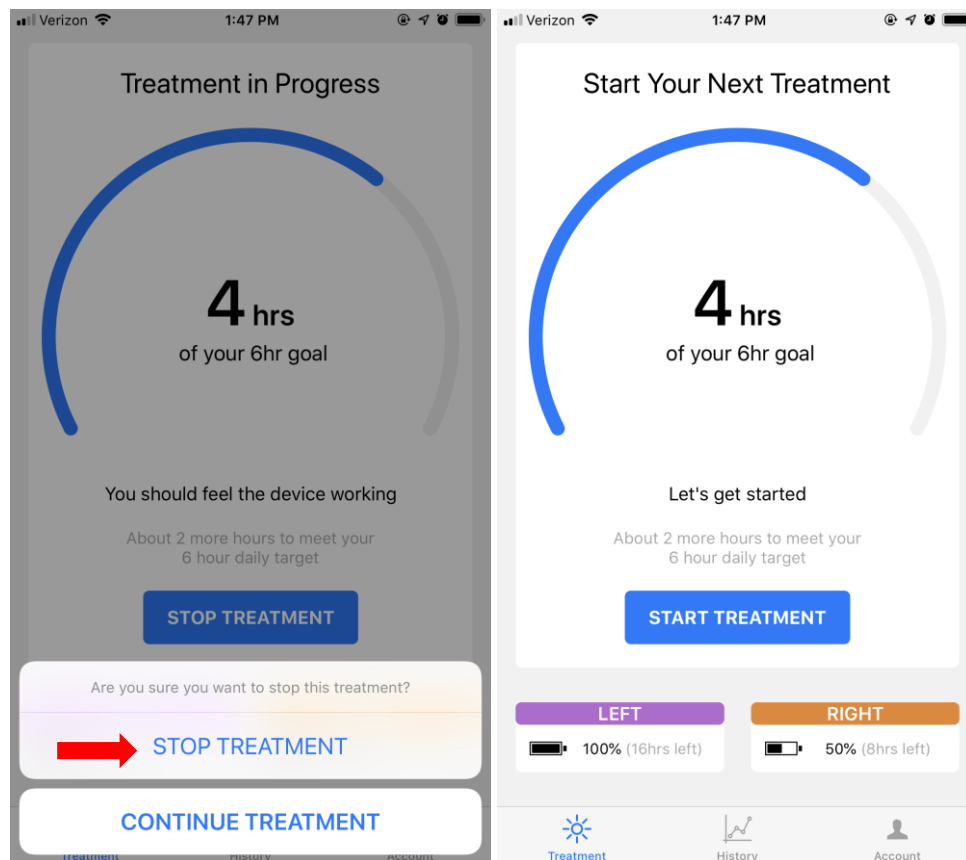 Verizon 1:47 PM
Treatment in Progress
4 hrs
of your 6hr goal
You should feel the device working
About 2 more hours to meet your
6 hour daily target
STOP TREATMENT
Are you sure you want to stop this treatment?
STOP TREATMENT
CONTINUE TREATMENT
Treatment History Account
Verizon 1:47 PM
Start Your Next Treatment
4 hrs
of your 6hr goal
Let's get started
About 2 more hours to meet your
6 hour daily target
START TREATMENT
LEFT RIGHT
100% (16hrs left) 50% (8hrs left)
Treatment History Account